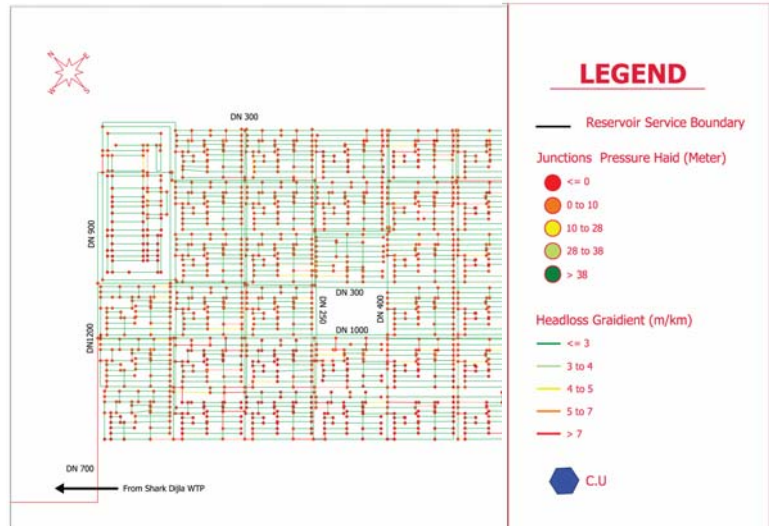 N
E
W
S
DN 300
DN 900
DN 300
DN 250
DN 400
DN1200
DN 1000
DN 700
From Shark Dijla WTP
LEGEND
Reservoir Service Boundary
Junctions Pressure Haid (Meter)
<= 0
0 to 10
10 to 28
28 to 38
> 38
Headloss Graidient (m/km)
<= 3
3 to 4
4 to 5
5 to 7
> 7
C.U